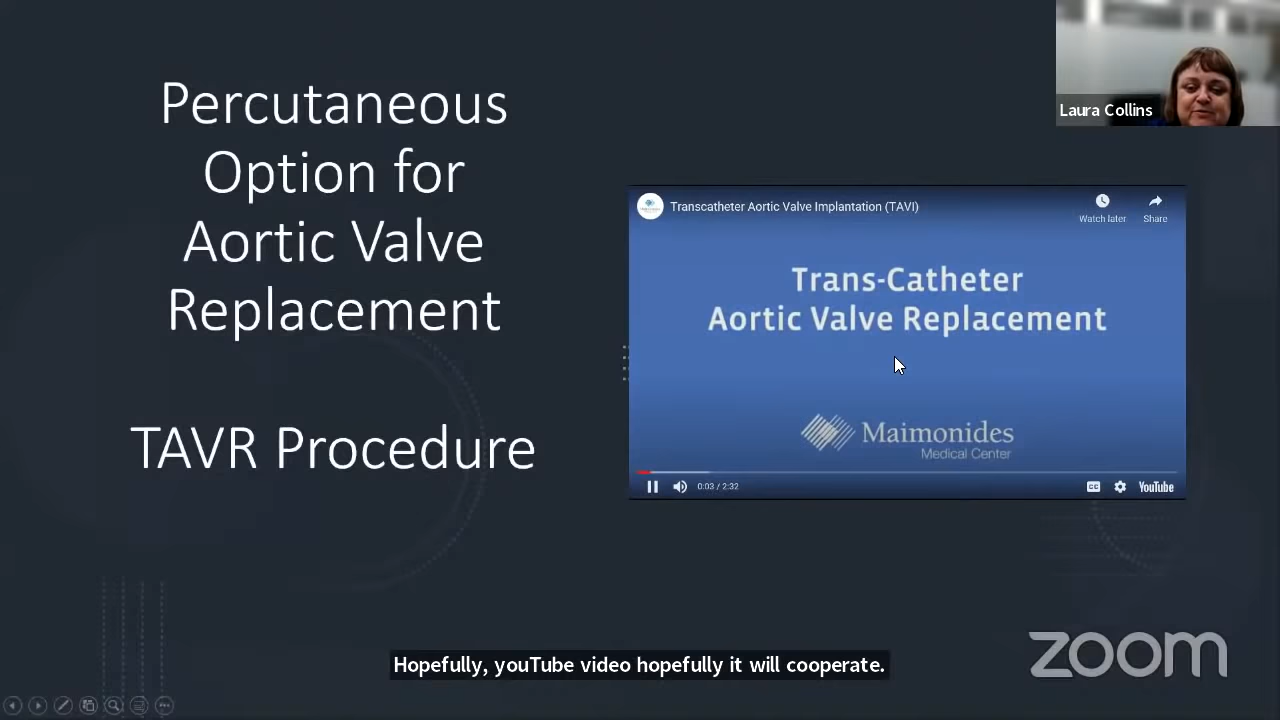 Percutaneous
Option for
Aortic Valve
Replacement
TAVR Procedure
Laura Collins
Transcatheter Aortic Valve Implantation (TAVI)
Watch later
Share
Trans-Catheter
Aortic Valve Replacement
Maimonides
Medical Center
0:03 / 2:32
CC
YouTube
Hopefully, youTube video hopefully it will cooperate.
zoom